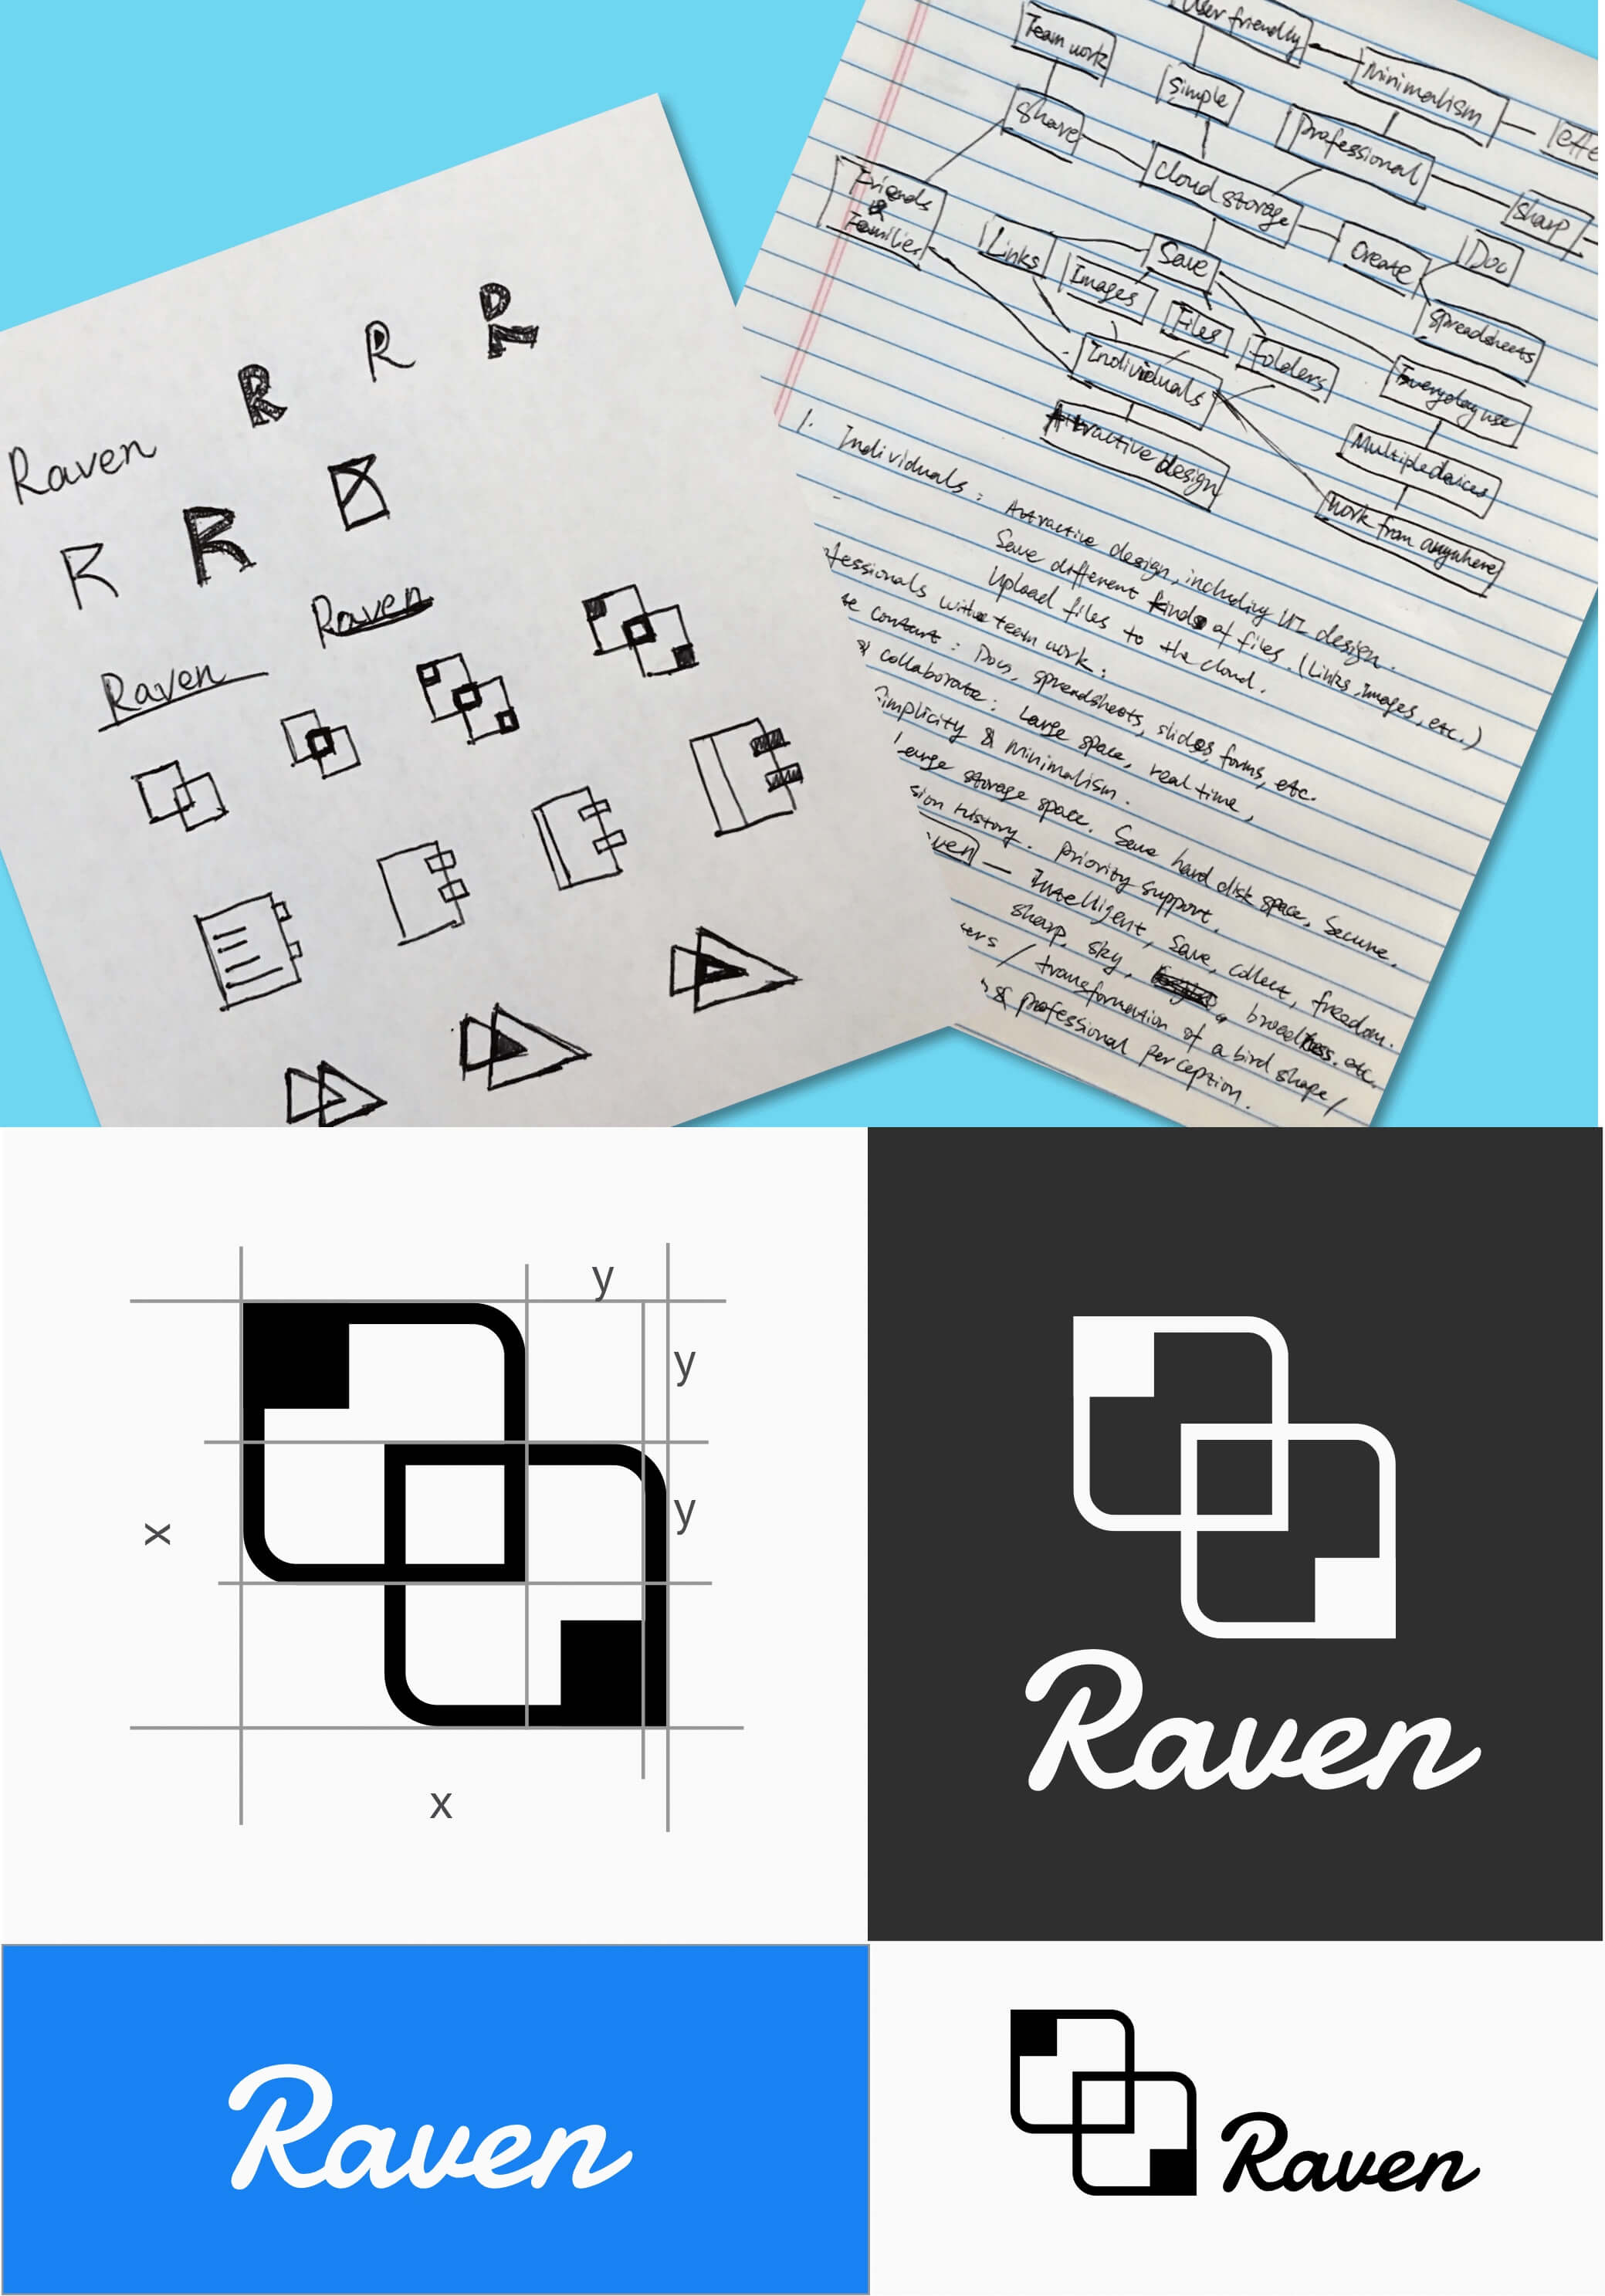 R
R
R
Raven
R
R
Raven
Raven
User friendly
Team work
Minimalism
Simple
Share
Professional
Cloud storage
Sharp
Friends
&
Families
Links
Save
Create
Doc
Images
Files
Spreadsheets
Individuals
Folders
Everyday use
Attractive design
Multiple devices
Work from anywhere
1. Individuals: Attractive design, including UI design.
Save different kinds of files. (Links, images, etc.)
Upload files to the cloud.
fessionals with team work:
content: Docs, spreadsheets, slides, forms, etc.
& collaborate: Large space, real time,
Simplicity & minimalism.
Large storage space. Save hard disk space, Secure.
sion history. Priority support.
ven — Intelligent, Save, collect, freedom.
sharp, sky, etc.
ters / transformation of a bird shape/
& professional perception.
y
y
y
x
x
Raven
Raven
Raven